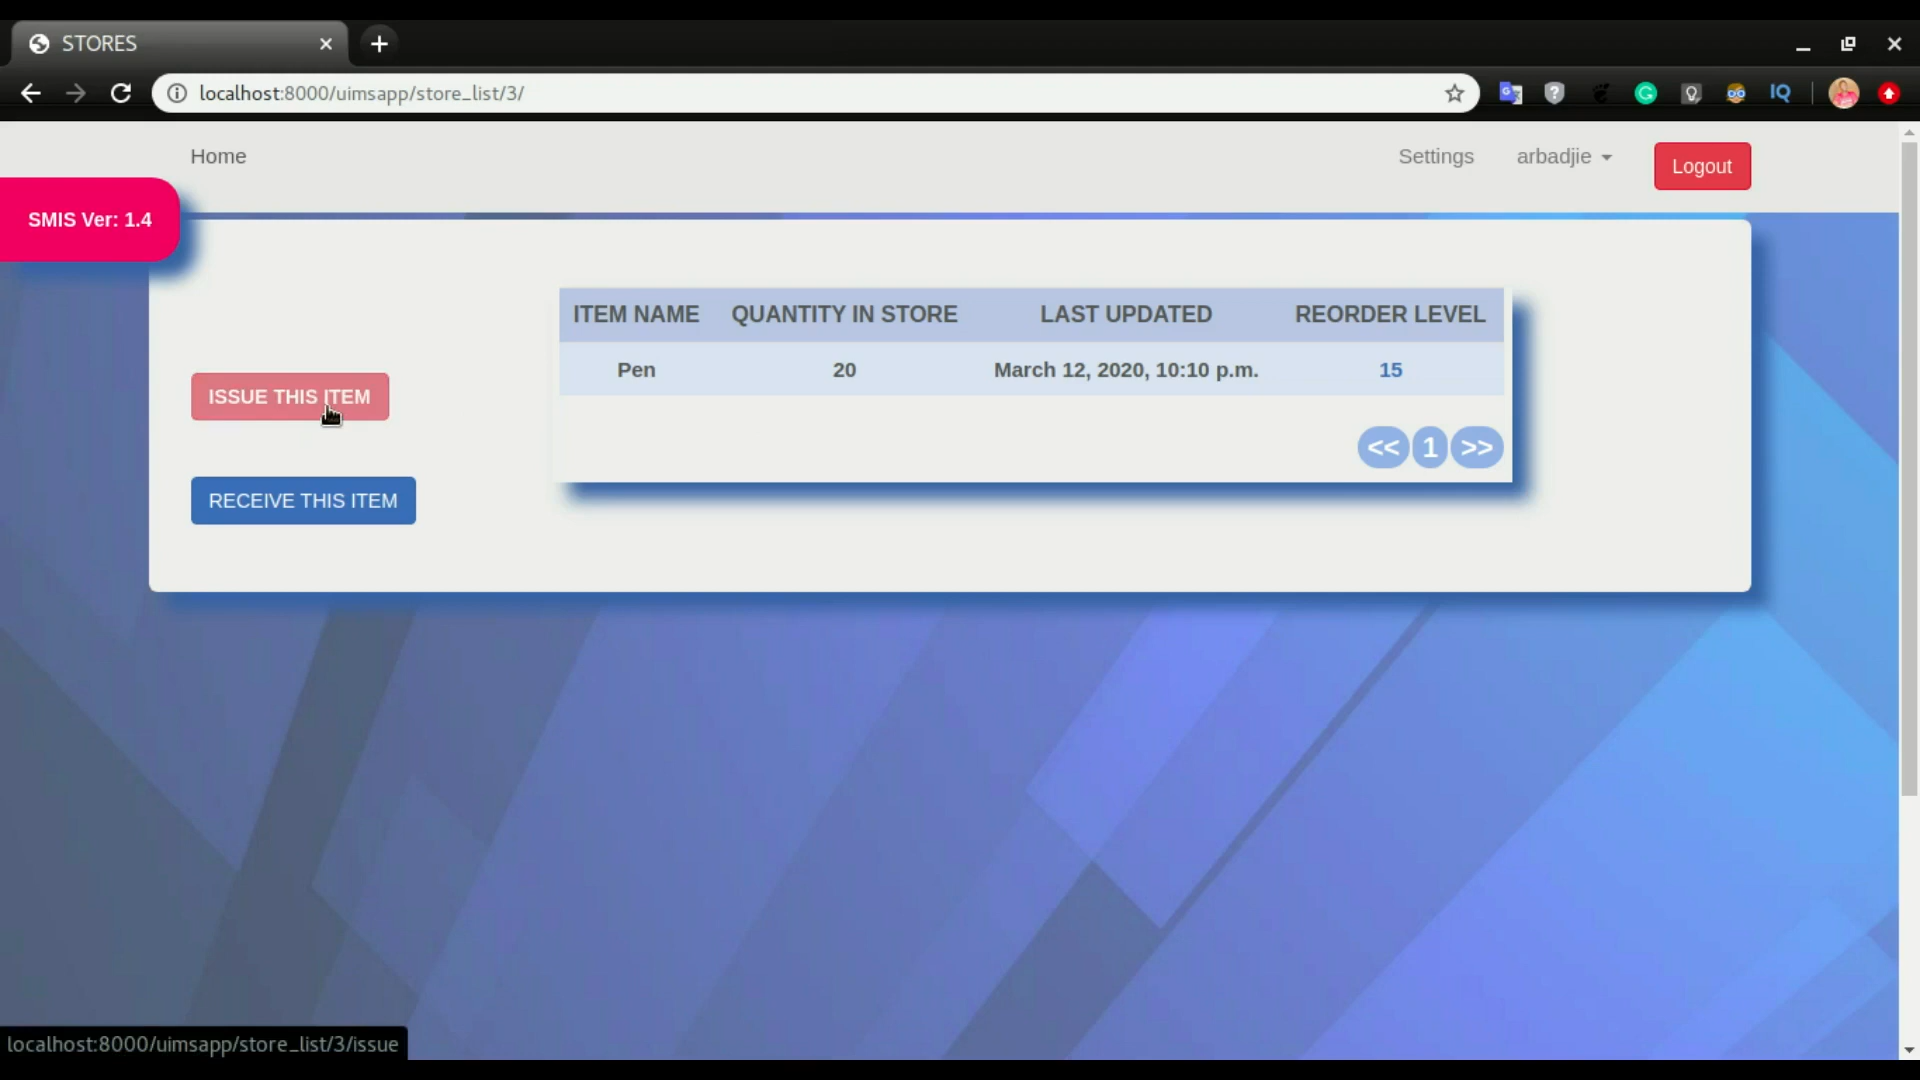 STORES
localhost:8000/uimsapp/store_list/3/
IQ
Home
Settings
arbadjie
Logout
SMIS Ver: 1.4
ITEM NAME QUANTITY IN STORE LAST UPDATED REORDER LEVEL
Pen 20 March 12, 2020, 10:10 p.m. 15
ISSUE THIS ITEM
<< 1 >>
RECEIVE THIS ITEM
localhost:8000/uimsapp/store_list/3/issue